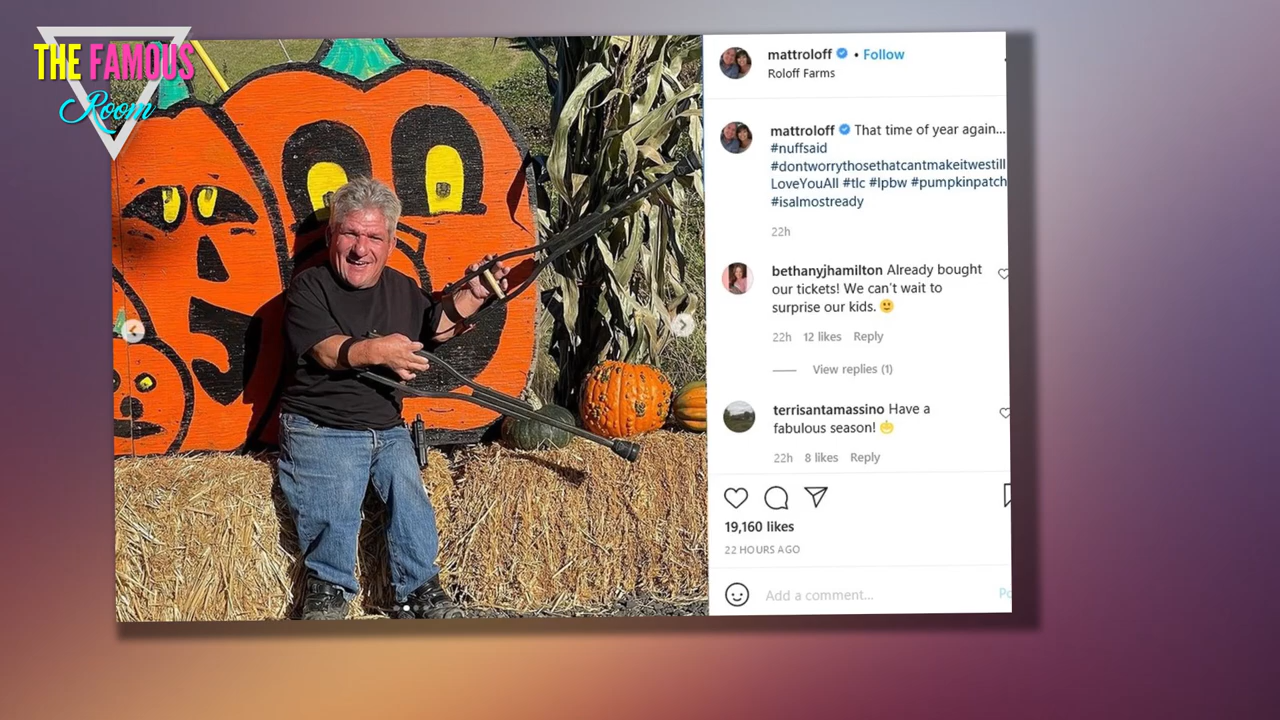 THE FAMOUS
Room
mattroloff • Follow
Roloff Farms
mattroloff That time of year again...
#nuffsaid
#dontworrythosethatcantmakeitwestill
LoveYouAll #tlc #lpbw #pumpkinpatch
#isalmostready
22h
bethanyjhamilton Already bought
our tickets! We can't wait to
surprise our kids. 🙂
22h 12 likes Reply
View replies (1)
terrisantamassino Have a
fabulous season! 🎃
22h 8 likes Reply
19,160 likes
22 HOURS AGO
Add a comment... Po